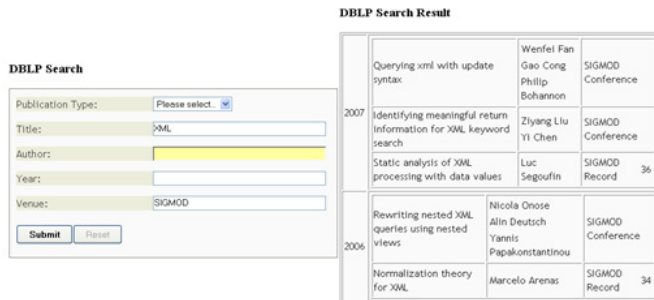 DBLP Search
Publication Type:
Please select..
Title:
XML
Author:
Year:
Venue:
SIGMOD
Submit
Reset
DBLP Search Result
2007
Querying xml with update
syntax
Wenfei Fan
Gao Cong
Philip
Bohannon
SIGMOD
Conference
Identifying meaningful return
information for XML keyword
search
Ziyang Liu
Yi Chen
SIGMOD
Conference
Static analysis of XML
processing with data values
Luc
Segoufin
SIGMOD
Record
36
2006
Rewriting nested XML
queries using nested
views
Nicola Onose
Alin Deutsch
Yannis
Papakonstantinou
SIGMOD
Conference
Normalization theory
for XML
Marcelo Arenas
SIGMOD
Record
34